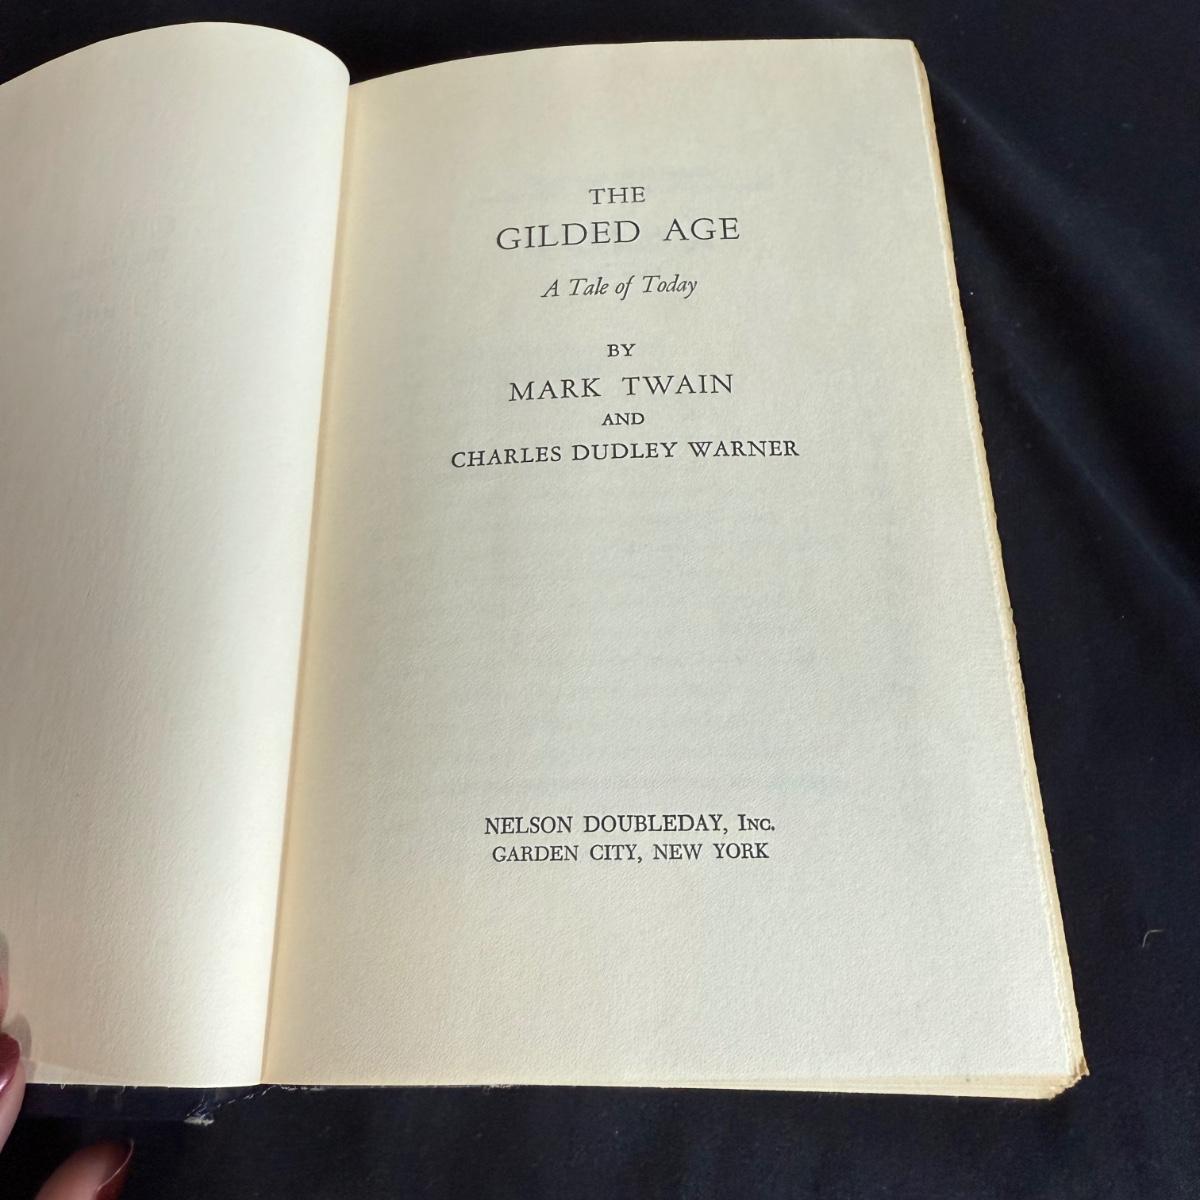 THE
GILDED AGE
A Tale of Today
BY
MARK TWAIN
AND
CHARLES DUDLEY WARNER
NELSON DOUBLEDAY, INC.
GARDEN CITY, NEW YORK